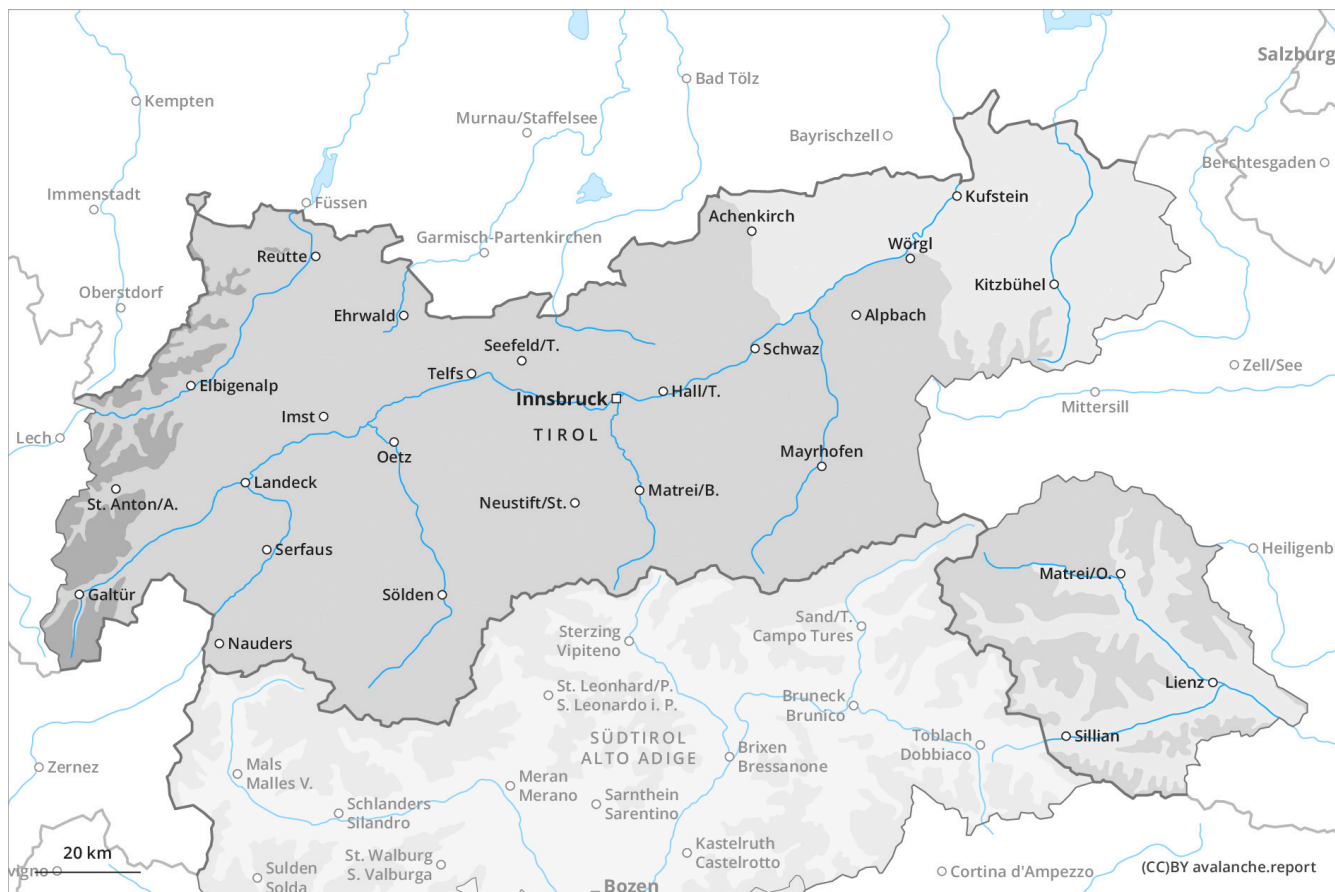 Salzburg
Bad Tölz
Kempten
Murnau/Staffelsee
Bayrischzell
Berchtesgaden
Immenstadt
Füssen
Kufstein
Achenkirch
Garmisch-Partenkirchen
Wörgl
Reutte
Kitzbühel
Oberstdorf
Ehrwald
Alpbach
Seefeld/T.
Schwaz
Zell/See
Telfs
Elbigenalp
Innsbruck
Hall/T.
Mittersill
Imst
Lech
TIROL
Oetz
Mayrhofen
Landeck
St. Anton/A.
Neustift/St.
Matrei/B.
Serfaus
Heiligenb
Matrei/O.
Galtür
Sölden
Sand/T.
Campo Tures
Sterzing
Vipiteno
Nauders
Lienz
St. Leonhard/P.
S. Leonardo i. P.
Bruneck
Brunico
SÜDTIROL
ALTO ADIGE
Toblach
Dobbiaco
Sillian
Brixen
Bressanone
Zernez
Mals
Malles V.
Meran
Merano
Schlanders
Silandro
Sarnthein
Sarentino
Kastelruth
Castelrotto
20 km
St. Walburg
S. Valburga
vigno
Sulden
Solda
Cortina d'Ampezzo
(CC)BY avalanche.report
Bozen